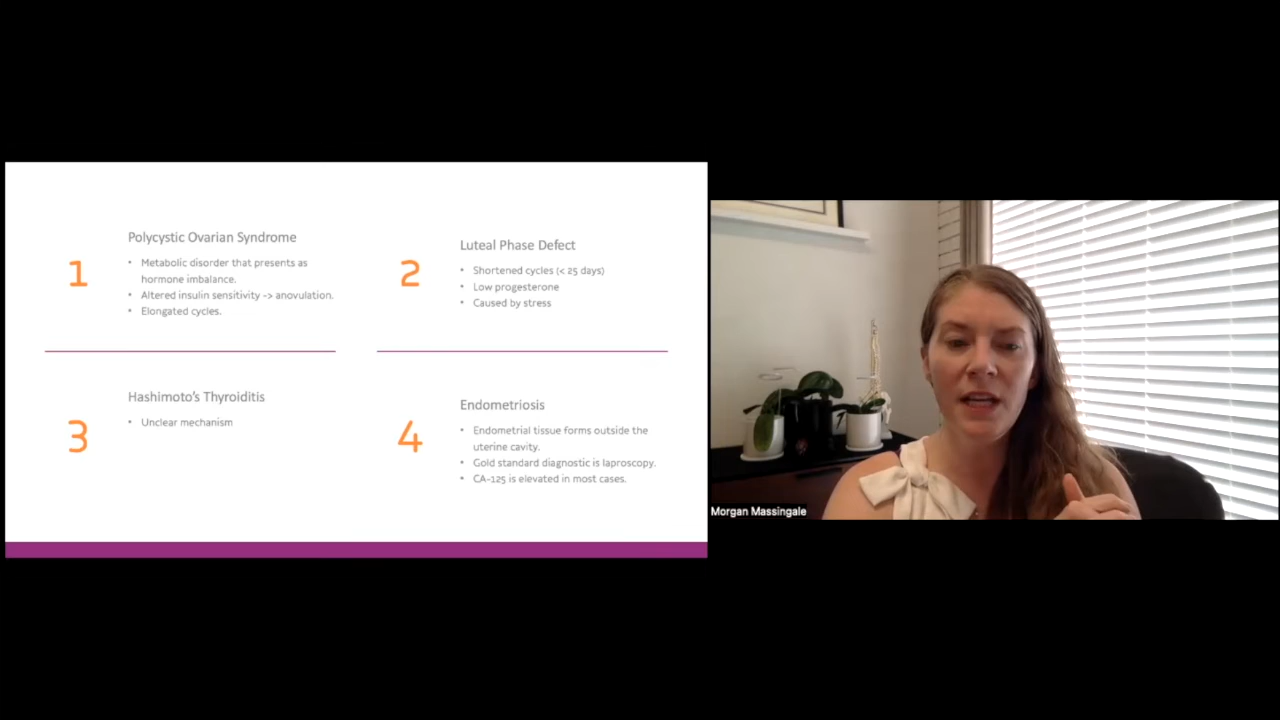 1
Polycystic Ovarian Syndrome
• Metabolic disorder that presents as
hormone imbalance.
• Altered insulin sensitivity -> anovulation.
• Elongated cycles.
2
Luteal Phase Defect
• Shortened cycles (< 25 days)
• Low progesterone
• Caused by stress
3
Hashimoto's Thyroiditis
• Unclear mechanism
4
Endometriosis
• Endometrial tissue forms outside the
uterine cavity.
• Gold standard diagnostic is laproscopy.
• CA-125 is elevated in most cases.
Morgan Massingale